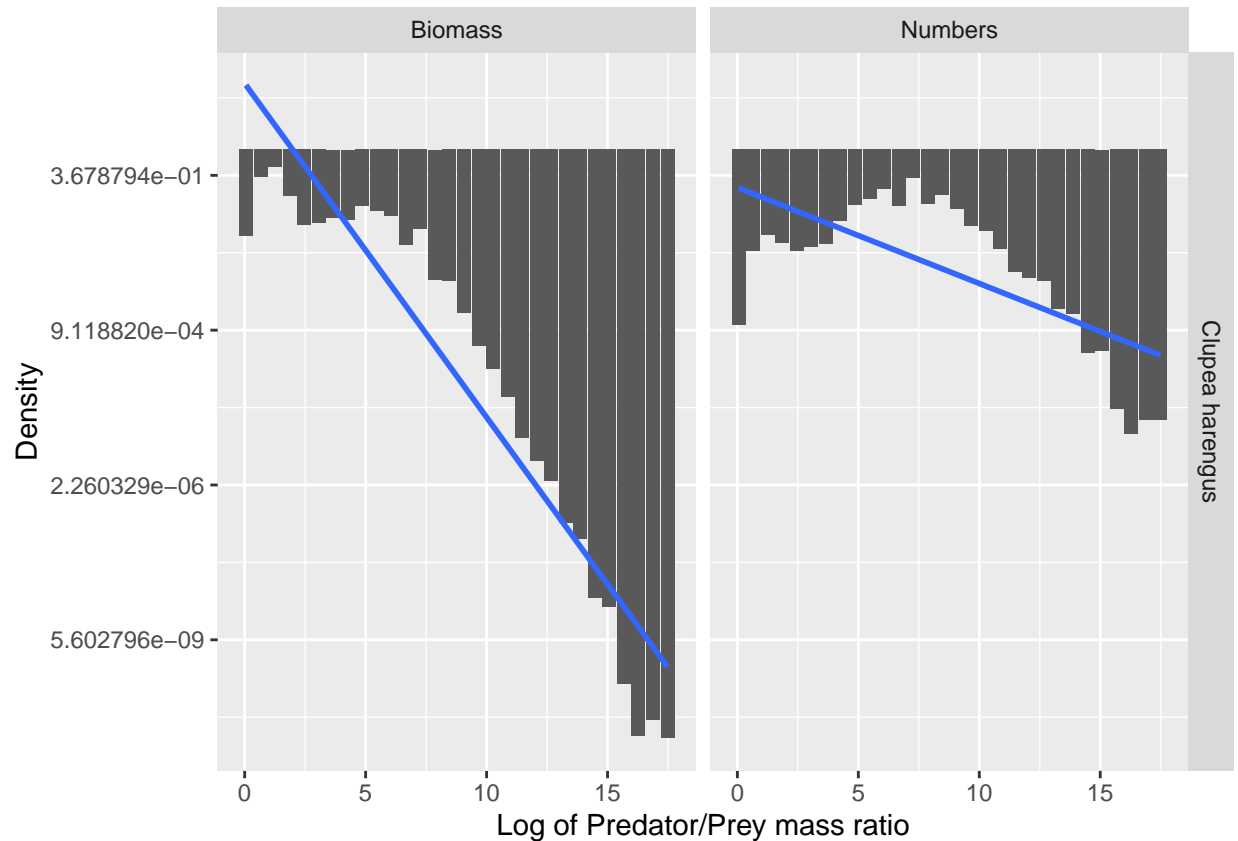 Biomass
Numbers
3.678794e−01
9.118820e−04
2.260329e−06
5.602796e−09
Density
Clupea harengus
0 5 10 15
0 5 10 15
Log of Predator/Prey mass ratio